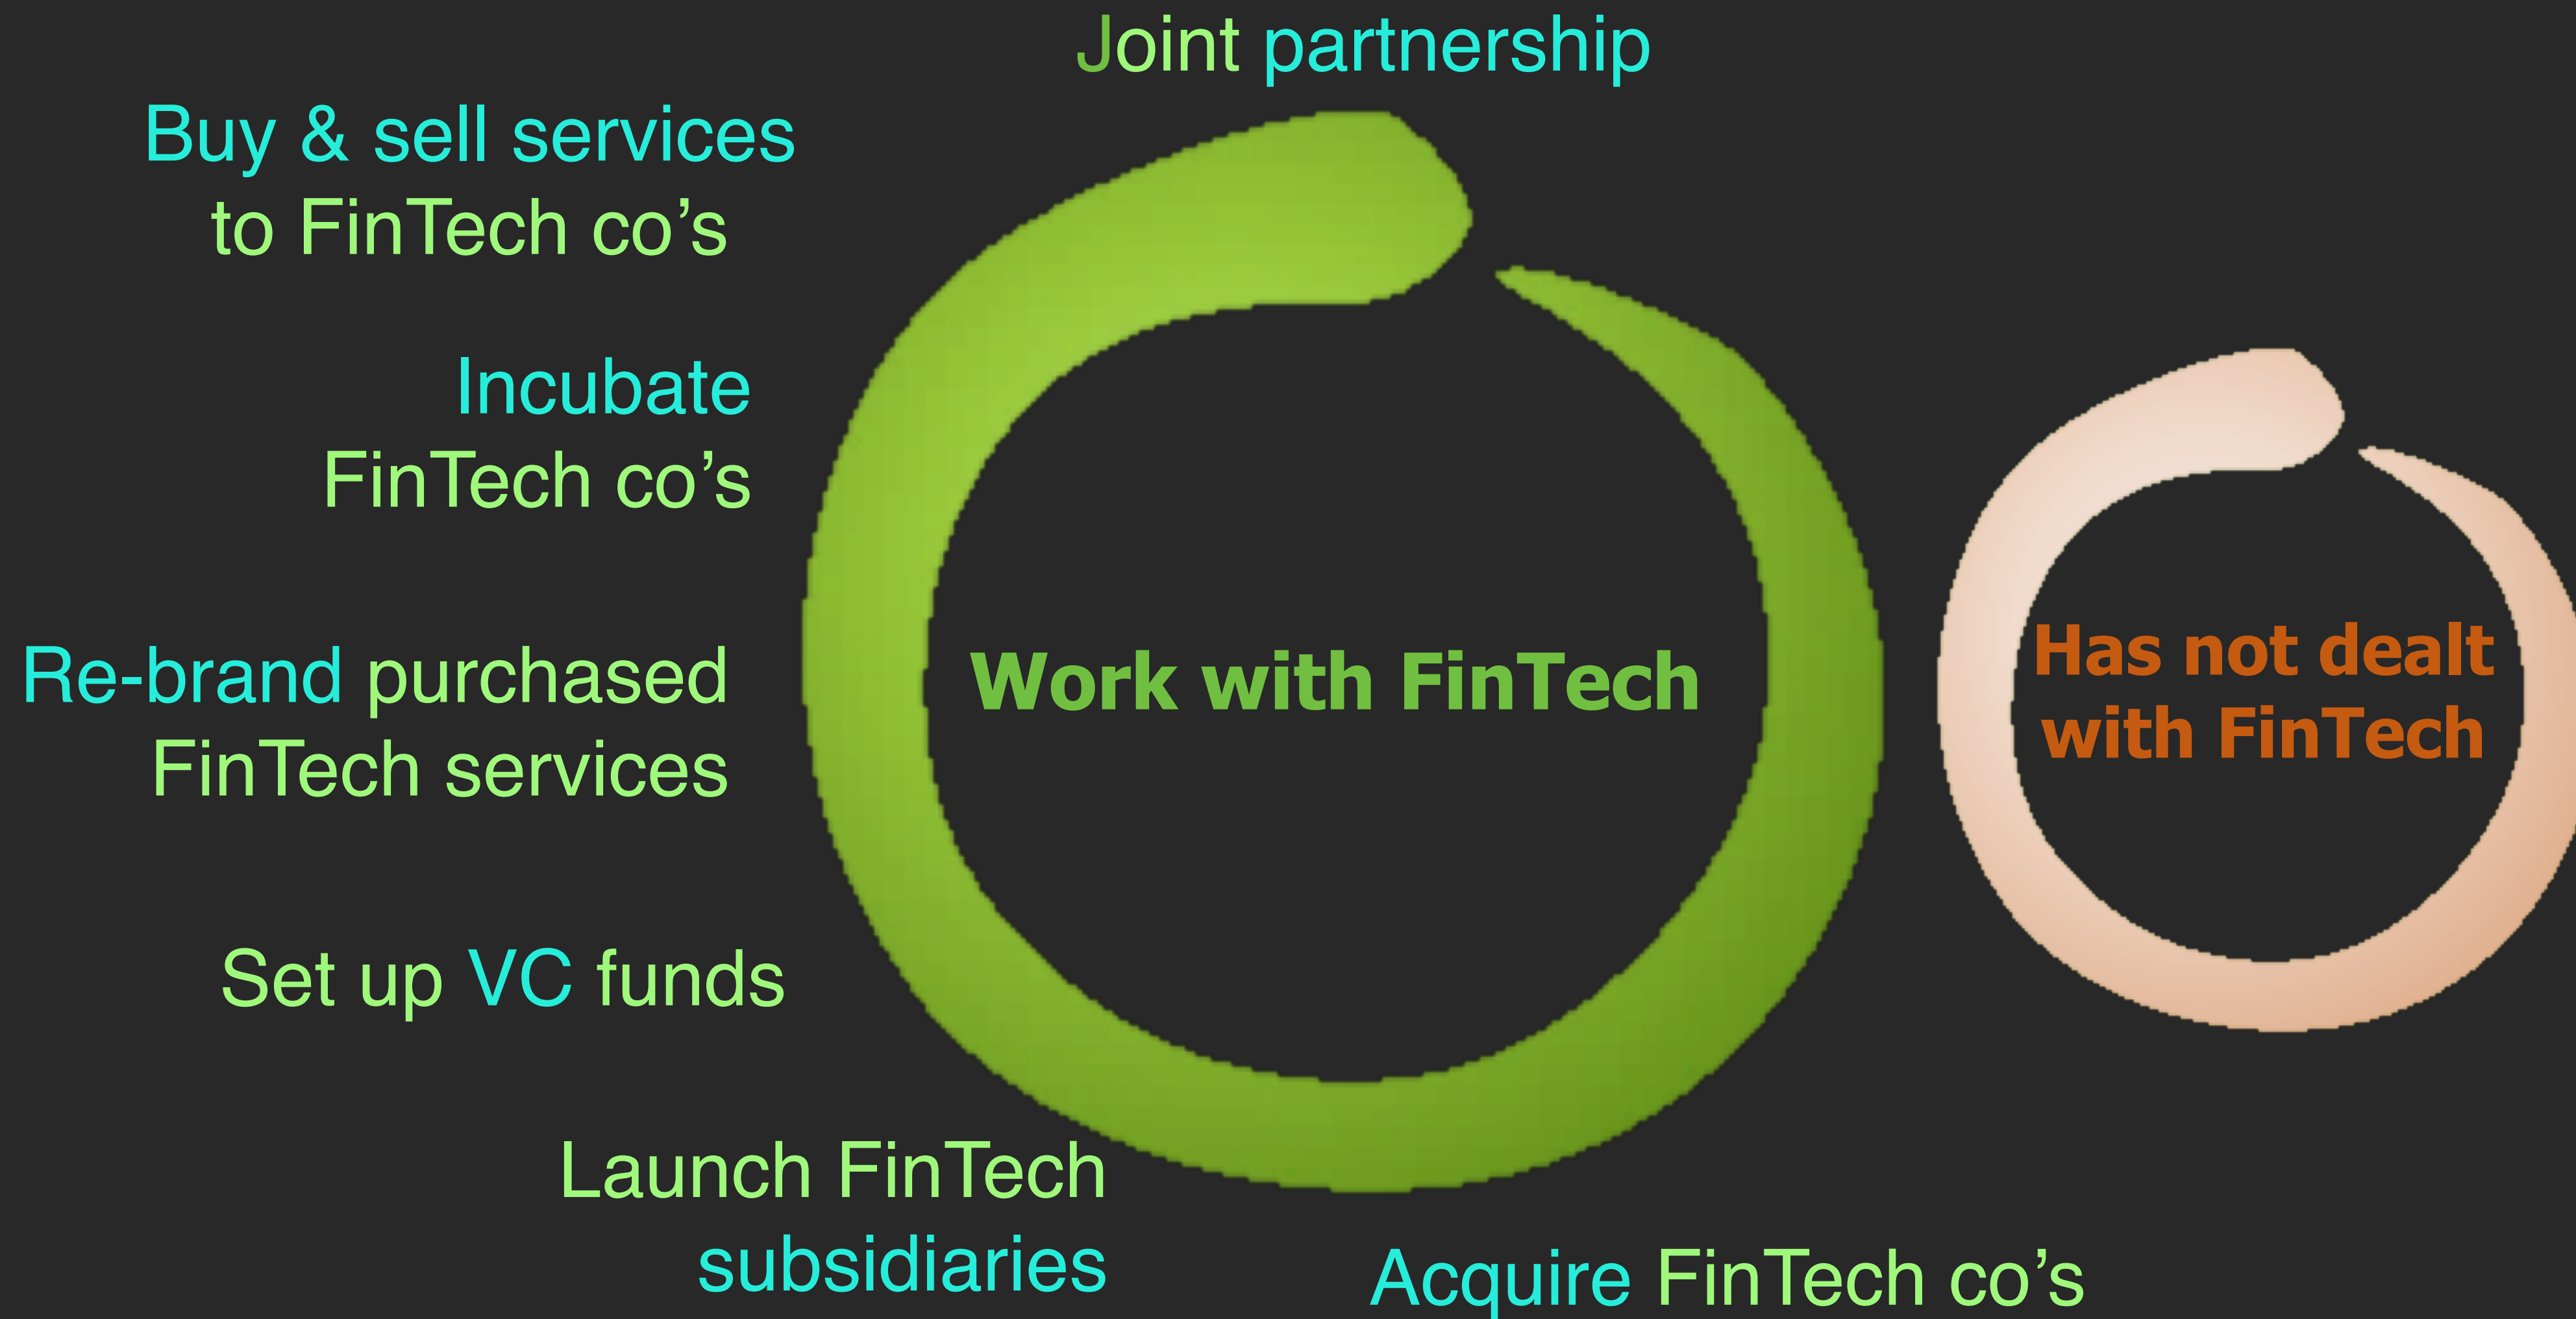 Joint partnership
Buy & sell services
to FinTech co’s
Incubate
FinTech co’s
Re-brand purchased
FinTech services
Set up VC funds
Launch FinTech
subsidiaries
Acquire FinTech co’s
Work with FinTech
Has not dealt
with FinTech